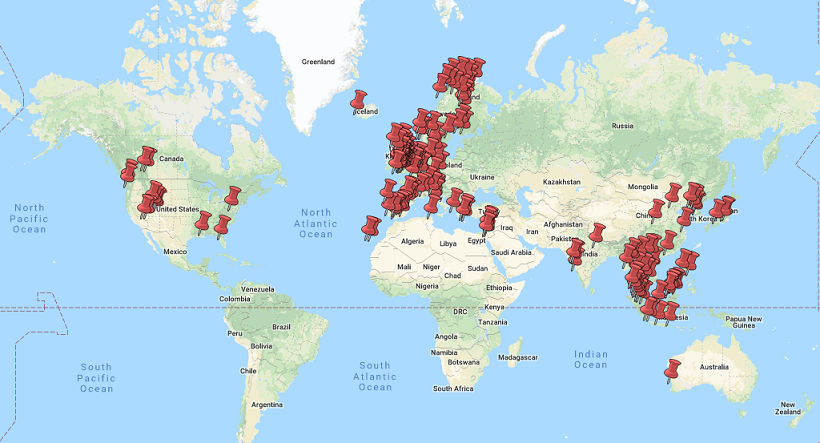 Greenland
Iceland
Russia
Canada
Ukraine
Kazakhstan
Mongolia
North
Pacific
Ocean
United States
North
Atlantic
Ocean
China
South Korea
Afghanistan
Iraq
Iran
Pakistan
Algeria
Libya
Egypt
Saudi Arabia
India
Mexico
Mali
Niger
Chad
Sudan
Nigeria
Ethiopia
Venezuela
Colombia
DRC
Kenya
Tanzania
Papua New
Guinea
Peru
Brazil
Bolivia
Angola
Namibia
Botswana
Madagascar
South
Pacific
Ocean
Chile
South
Atlantic
Ocean
Indian
Ocean
Australia
South Africa
Argentina
New
Zealand